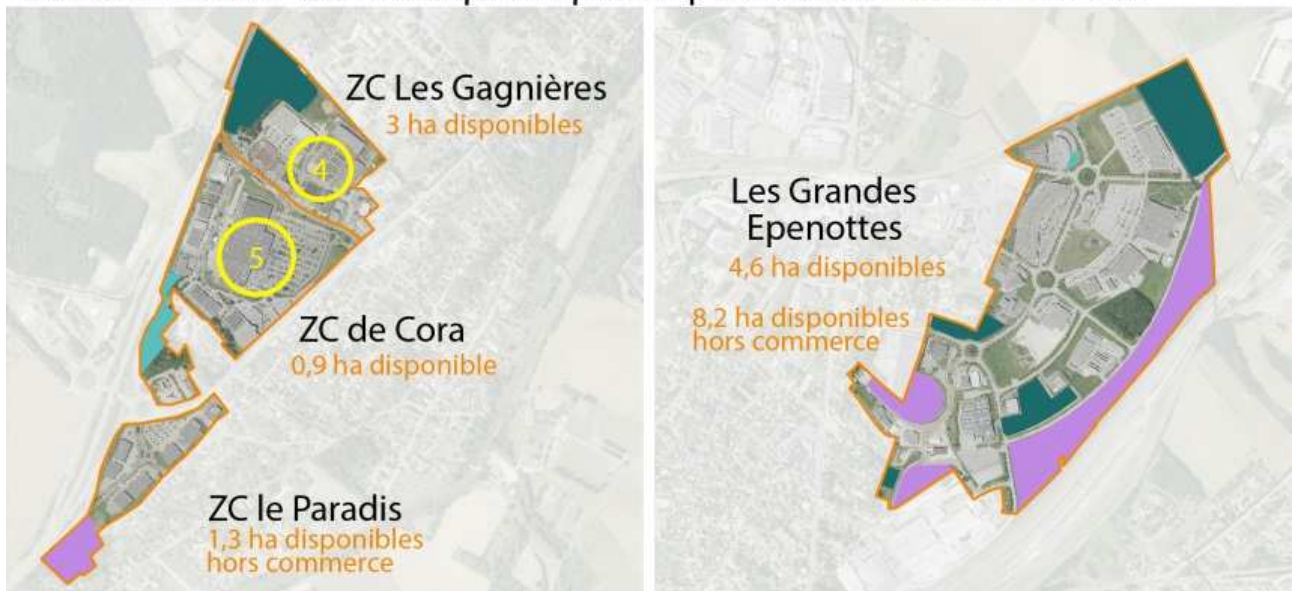 ZC Les Gagnières
3 ha disponibles
4
5
ZC de Cora
0,9 ha disponible
ZC le Paradis
1,3 ha disponibles
hors commerce
Les Grandes
Epenottes
4,6 ha disponibles
8,2 ha disponibles
hors commerce